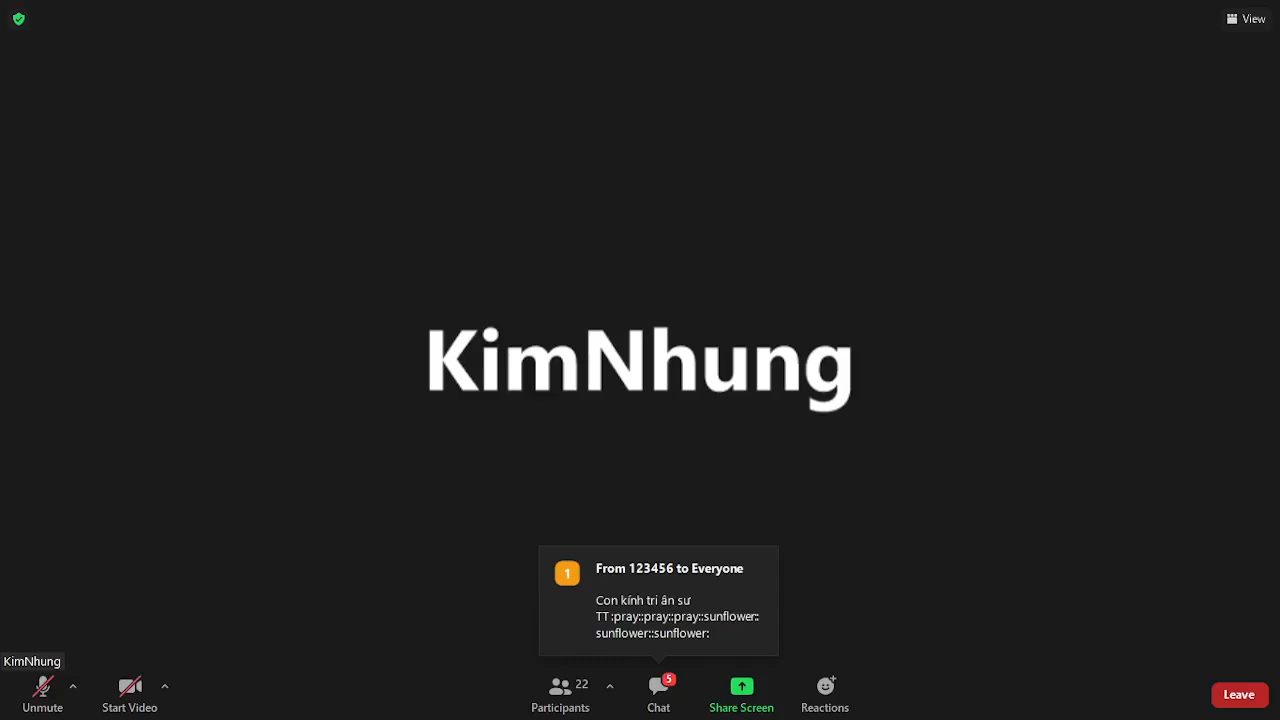 View
KimNhung
1
From 123456 to Everyone
Con kính tri ân sư
TT :pray::pray::pray::sunflower::
sunflower::sunflower:
KimNhung
Unmute
Start Video
22
Participants
5
Chat
Share Screen
Reactions
Leave